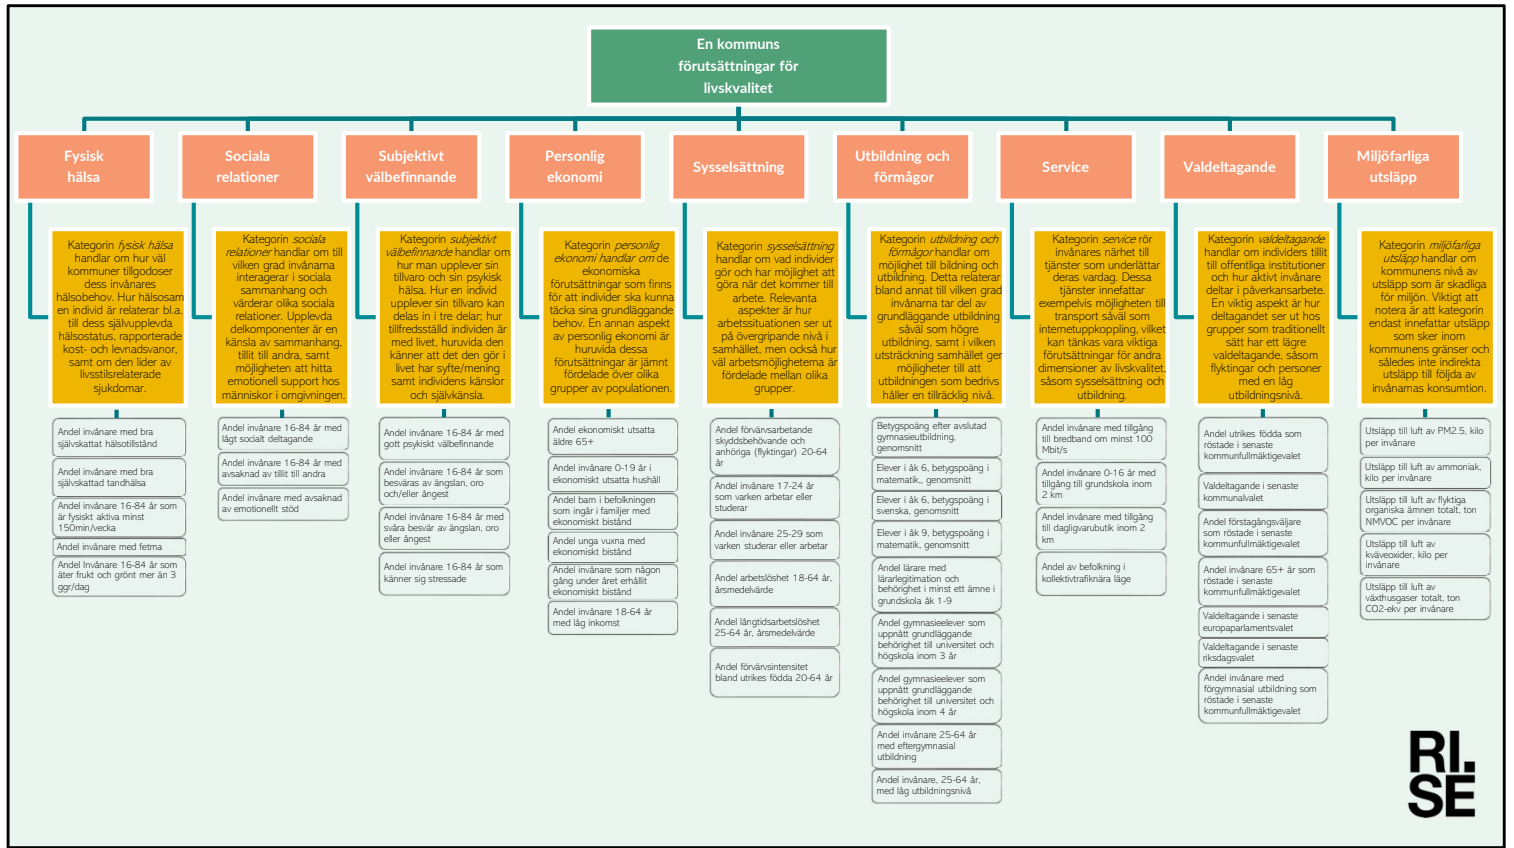 En kommuns
förutsättningar för
livskvalitet
Fysisk
hälsa
Sociala
relationer
Subjektivt
välbefinnande
Personlig
ekonomi
Sysselsättning
Utbildning och
förmågor
Service
Valdeltagande
Miljöfarliga
utsläpp
Kategorin fysisk hälsa
handlar om hur väl
kommuner tillgodoser
dess invånares
hälsobehov. Hur hälsosam
en individ är relaterar bl.a.
till dess självupplevda
hälsostatus, rapporterade
kost- och levnadsvanor,
samt om den lider av
livsstilsrelaterade
sjukdomar.
Kategorin sociala
relationer handlar om till
vilken grad invånarna
interagerar i sociala
sammanhang och
värderar olika sociala
relationer. Upplevda
delkomponenter är en
känsla av sammanhang,
tillit till andra, samt
möjligheten att hitta
emotionell support hos
människor i omgivningen.
Kategorin subjektivt
välbefinnande handlar om
hur man upplever sin
tillvaro och sin psykisk
hälsa. Hur en individ
upplever sin tillvaro kan
delas in i tre delar; hur
tillfredsställd individen är
med livet, huruvida den
känner att det den gör i
livet har syfte/mening
samt individens känslor
och självkänsla.
Kategorin personlig
ekonomi handlar om de
ekonomiska
förutsättningar som finns
för att individer ska kunna
täcka sina grundläggande
behov. En annan aspekt
av personlig ekonomi är
huruvida dessa
förutsättningar är jämnt
fördelade över olika
grupper av populationen.
Kategorin sysselsättning
handlar om vad individer
gör och har möjlighet att
göra när det kommer till
arbete. Relevanta
aspekter är hur
arbetssituationen ser ut
på övergripande nivå i
samhället, men också hur
väl arbetsmöjligheterna är
fördelade mellan olika
grupper.
Kategorin utbildning och
förmågor handlar om
möjlighet till bildning och
utbildning. Detta relaterar
bland annat till vilken grad
invånarna tar del av
grundläggande utbildning
såväl som högre
utbildning, samt i vilken
utsträckning samhället ger
möjligheter till att
utbildningen som bedrivs
håller en tillräcklig nivå.
Kategorin service rör
invånares närhet till
tjänster som underlättar
deras vardag. Dessa
tjänster innefattar
exempelvis möjligheten till
transport såväl som
internetuppkoppling, vilket
kan tänkas vara viktiga
förutsättningar för andra
dimensioner av livskvalitet,
såsom sysselsättning och
utbildning.
Kategorin valdeltagande
handlar om individers tillit
till offentliga institutioner
och hur aktivt invånare
deltar i påverkansarbete.
En viktig aspekt är hur
deltagandet ser ut hos
grupper som traditionellt
sätt har ett lägre
valdeltagande, såsom
flyktingar och personer
med en låg
utbildningsnivå.
Kategorin miljöfarliga
utsläpp handlar om
kommunens nivå av
utsläpp som är skadliga
för miljön. Viktigt att
notera är att kategorin
endast innefattar utsläpp
som sker inom
kommunens gränser och
således inte indirekta
utsläpp till följda av
invånarnas konsumtion.
Andel invånare med bra
självskattat hälsotillstånd
Andel invånare med bra
självskattad tandhälsa
Andel invånare 16-84 år som
är fysiskt aktiva minst
150min/vecka
Andel invånare med fetma
Andel Invånare 16-84 år som
äter frukt och grönt mer än 3
ggr/dag
Andel invånare 16-84 år med
lågt socialt deltagande
Andel invånare 16-84 år med
avsaknad av tillit till andra
Andel invånare med avsaknad
av emotionellt stöd
Andel invånare 16-84 år med
gott psykiskt välbefinnande
Andel invånare 16-84 år som
besväras av ängslan, oro
och/eller ångest
Andel invånare 16-84 år med
svåra besvär av ängslan, oro
eller ångest
Andel invånare 16-84 år som
känner sig stressade
Andel ekonomiskt utsatta
äldre 65+
Andel invånare 0-19 år i
ekonomiskt utsatta hushåll
Andel barn i befolkningen
som ingår i familjer med
ekonomiskt bistånd
Andel unga vuxna med
ekonomiskt bistånd
Andel invånare som någon
gång under året erhållit
ekonomiskt bistånd
Andel invånare 18-64 år
med låg inkomst
Andel förvärvsarbetande
skyddsbehövande och
anhöriga (flyktingar) 20-64
år
Andel invånare 17-24 år
som varken arbetar eller
studerar
Andel invånare 25-29 som
varken studerar eller arbetar
Andel arbetslöshet 18-64 år,
årsmedelvärde
Andel långtidsarbetslöshet
25-64 år, årsmedelvärde
Andel förvärvsintensitet
bland utrikes födda 20-64 år
Betygspoäng efter avslutad
gymnasieutbildning,
genomsnitt
Elever i åk 6, betygspoäng i
matematik,, genomsnitt
Elever i åk 6, betygspoäng i
svenska, genomsnitt
Elever i åk 9, betygspoäng i
matematik, genomsnitt
Andel lärare med
lärarlegitimation och
behörighet i minst ett ämne i
grundskola åk 1-9
Andel gymnasieelever som
uppnått grundläggande
behörighet till universitet och
högskola inom 3 år
Andel gymnasieelever som
uppnått grundläggande
behörighet till universitet och
högskola inom 4 år
Andel invånare 25-64 år
med eftergymnasial
utbildning
Andel invånare, 25-64 år,
med låg utbildningsnivå
Andel invånare med tillgång
till bredband om minst 100
Mbit/s
Andel invånare 0-16 år med
tillgång till grundskola inom
2 km
Andel invånare med tillgång
till dagligvarubutik inom 2
km
Andel av befolkning i
kollektivtrafiknära läge
Andel utrikes födda som
röstade i senaste
kommunfullmäktigevalet
Valdeltagande i senaste
kommunalvalet
Andel förstagångsväljare
som röstade i senaste
kommunfullmäktigevalet
Andel invånare 65+ år som
röstade i senaste
kommunfullmäktigevalet
Valdeltagande i senaste
europaparlamentsvalet
Valdeltagande i senaste
riksdagsvalet
Andel invånare med
förgymnasial utbildning som
röstade i senaste
kommunfullmäktigevalet
Utsläpp till luft av PM2.5, kilo
per invånare
Utsläpp till luft av ammoniak,
kilo per invånare
Utsläpp till luft av flyktiga
organiska ämnen totalt, ton
NMVOC per invånare
Utsläpp till luft av
kväveoxider, kilo per
invånare
Utsläpp till luft av
växthusgaser totalt, ton
CO2-ekv per invånare
RI.
SE